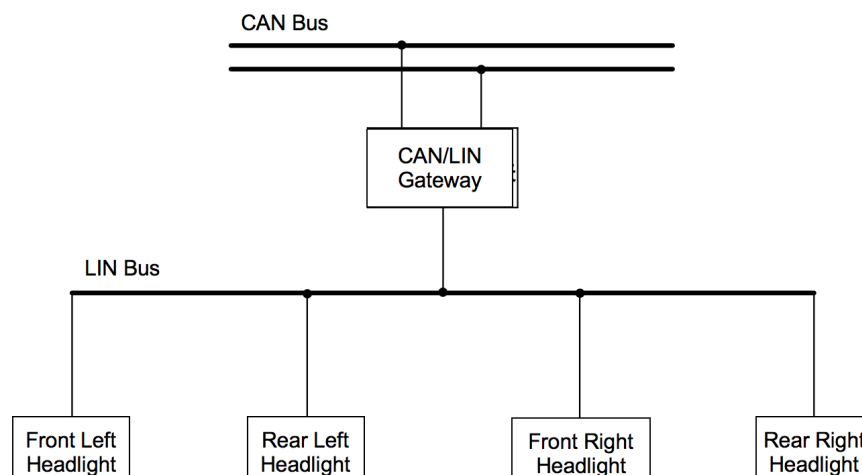 CAN Bus
CAN/LIN
Gateway
LIN Bus
Front Left
Headlight
Rear Left
Headlight
Front Right
Headlight
Rear Right
Headlight